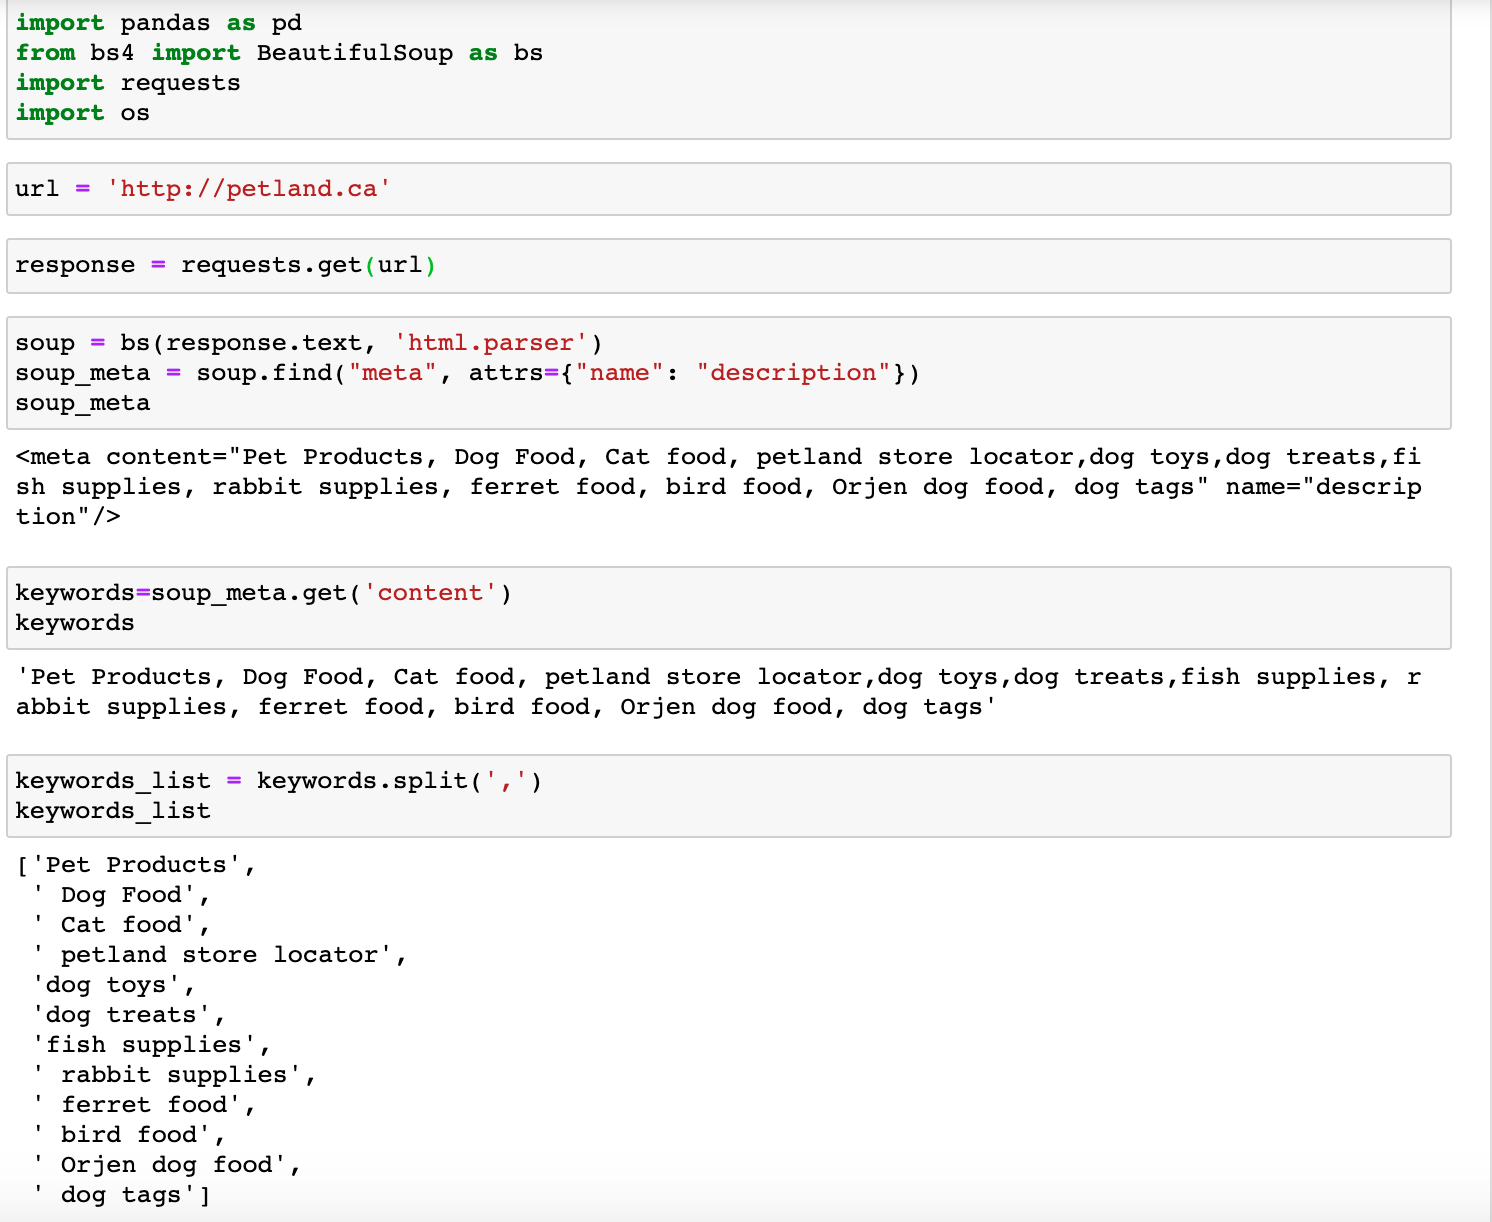 import pandas as pd
from bs4 import BeautifulSoup as bs
import requests
import os
url = 'http://petland.ca'
response = requests.get(url)
soup = bs(response.text, 'html.parser')
soup_meta = soup.find("meta", attrs={"name": "description"})
soup_meta
<meta content="Pet Products, Dog Food, Cat food, petland store locator,dog toys,dog treats,fi
sh supplies, rabbit supplies, ferret food, bird food, Orjen dog food, dog tags" name="descrip
tion"/>
keywords=soup_meta.get('content')
keywords
'Pet Products, Dog Food, Cat food, petland store locator,dog toys,dog treats,fish supplies, r
abbit supplies, ferret food, bird food, Orjen dog food, dog tags'
keywords_list = keywords.split(',')
keywords_list
['Pet Products',
' Dog Food',
' Cat food',
' petland store locator',
'dog toys',
'dog treats',
'fish supplies',
' rabbit supplies',
' ferret food',
' bird food',
' Orjen dog food',
' dog tags']